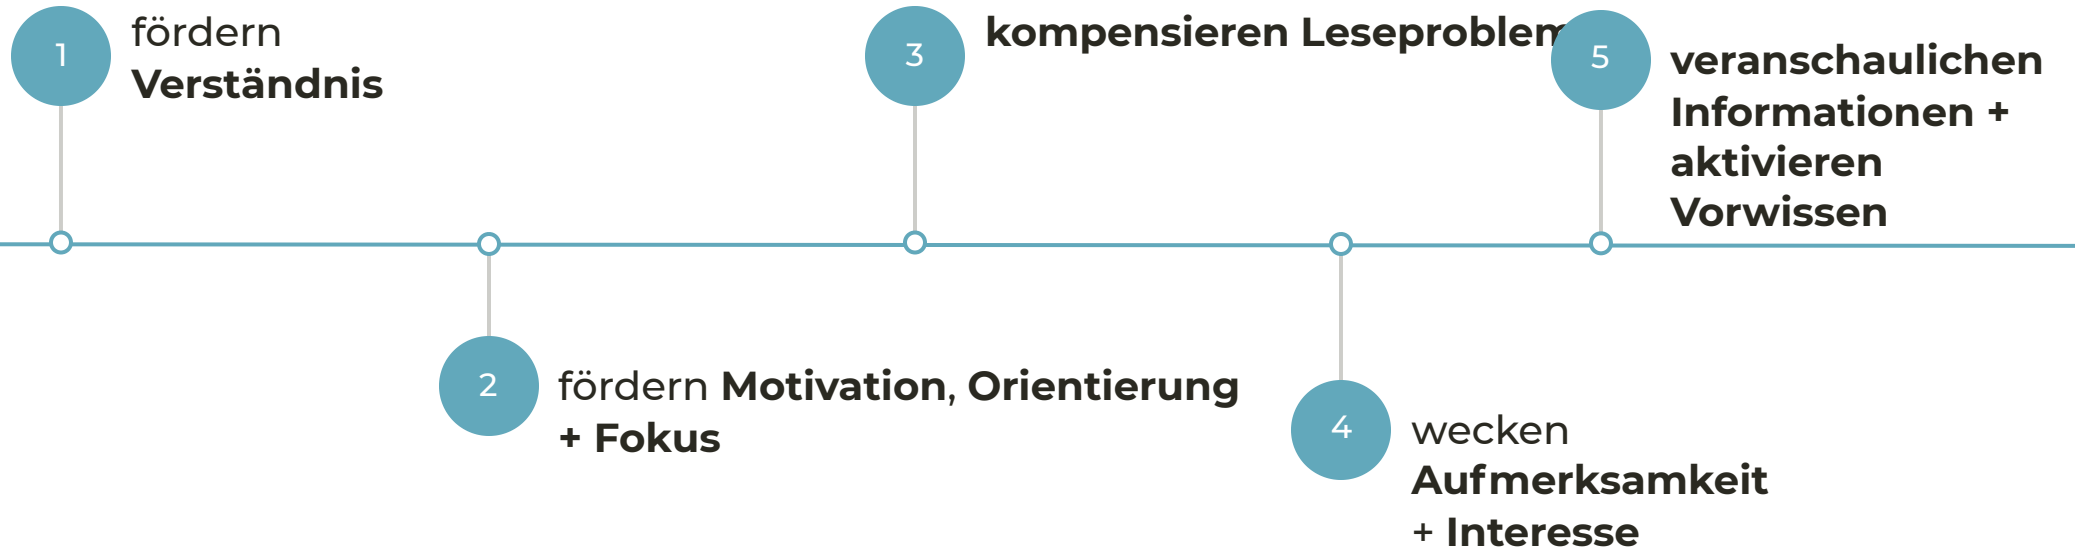 1
fördern
Verständnis
2
fördern Motivation, Orientierung
+ Fokus
3
kompensieren Leseproblem
4
wecken
Aufmerksamkeit
+ Interesse
5
veranschaulichen
Informationen +
aktivieren
Vorwissen